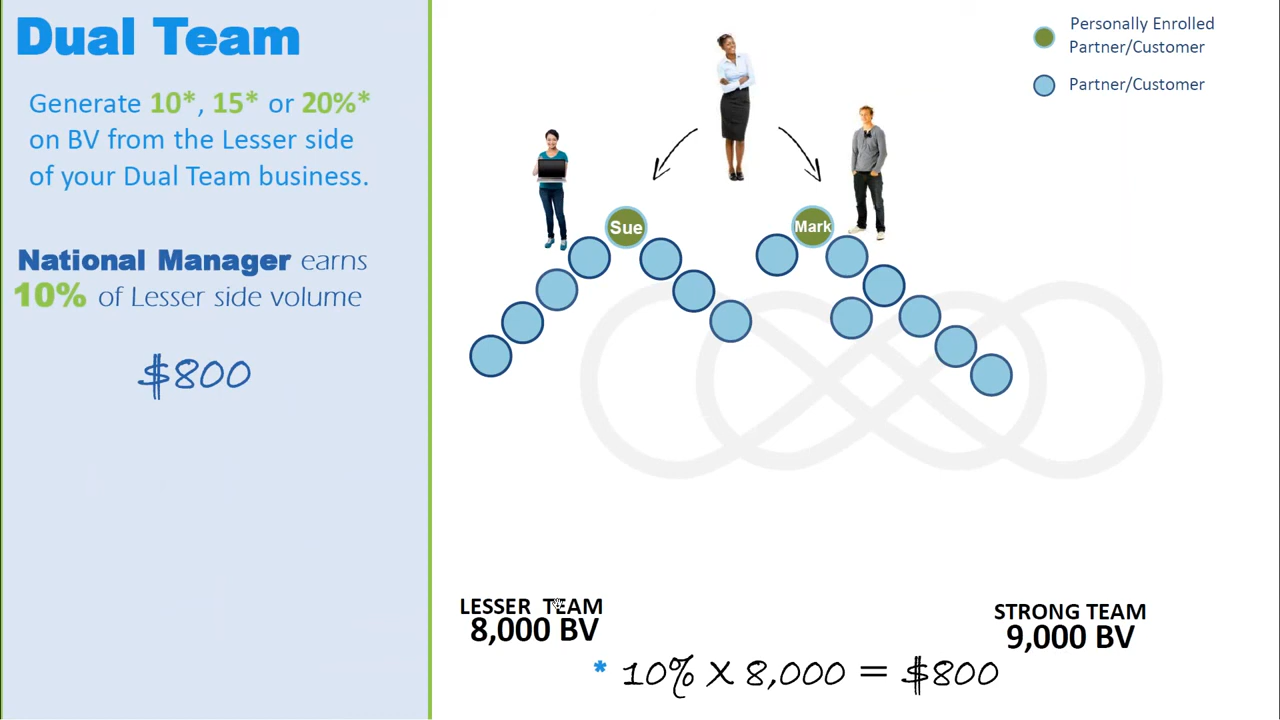 Dual Team
Generate 10*, 15* or 20%*
on BV from the Lesser side
of your Dual Team business.
National Manager earns
10% of Lesser side volume
$800
Personally Enrolled
Partner/Customer
Partner/Customer
Sue
Mark
LESSER TEAM
8,000 BV
STRONG TEAM
9,000 BV
* 10% X 8,000 = $800